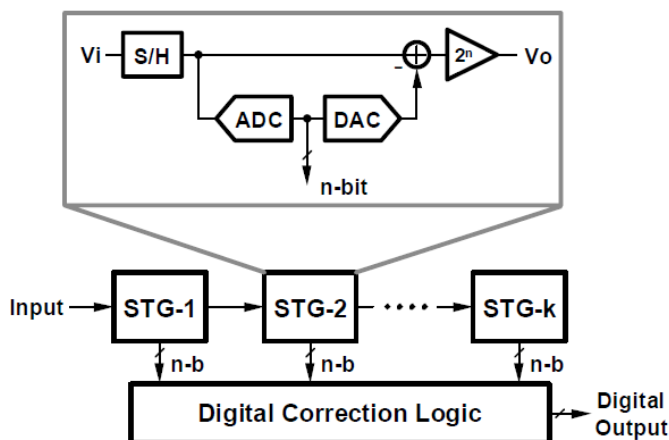 Vi S/H 2ⁿ Vo
-
ADC DAC
n-bit
Input STG-1 STG-2 STG-k
n-b n-b n-b
Digital Correction Logic Digital
Output